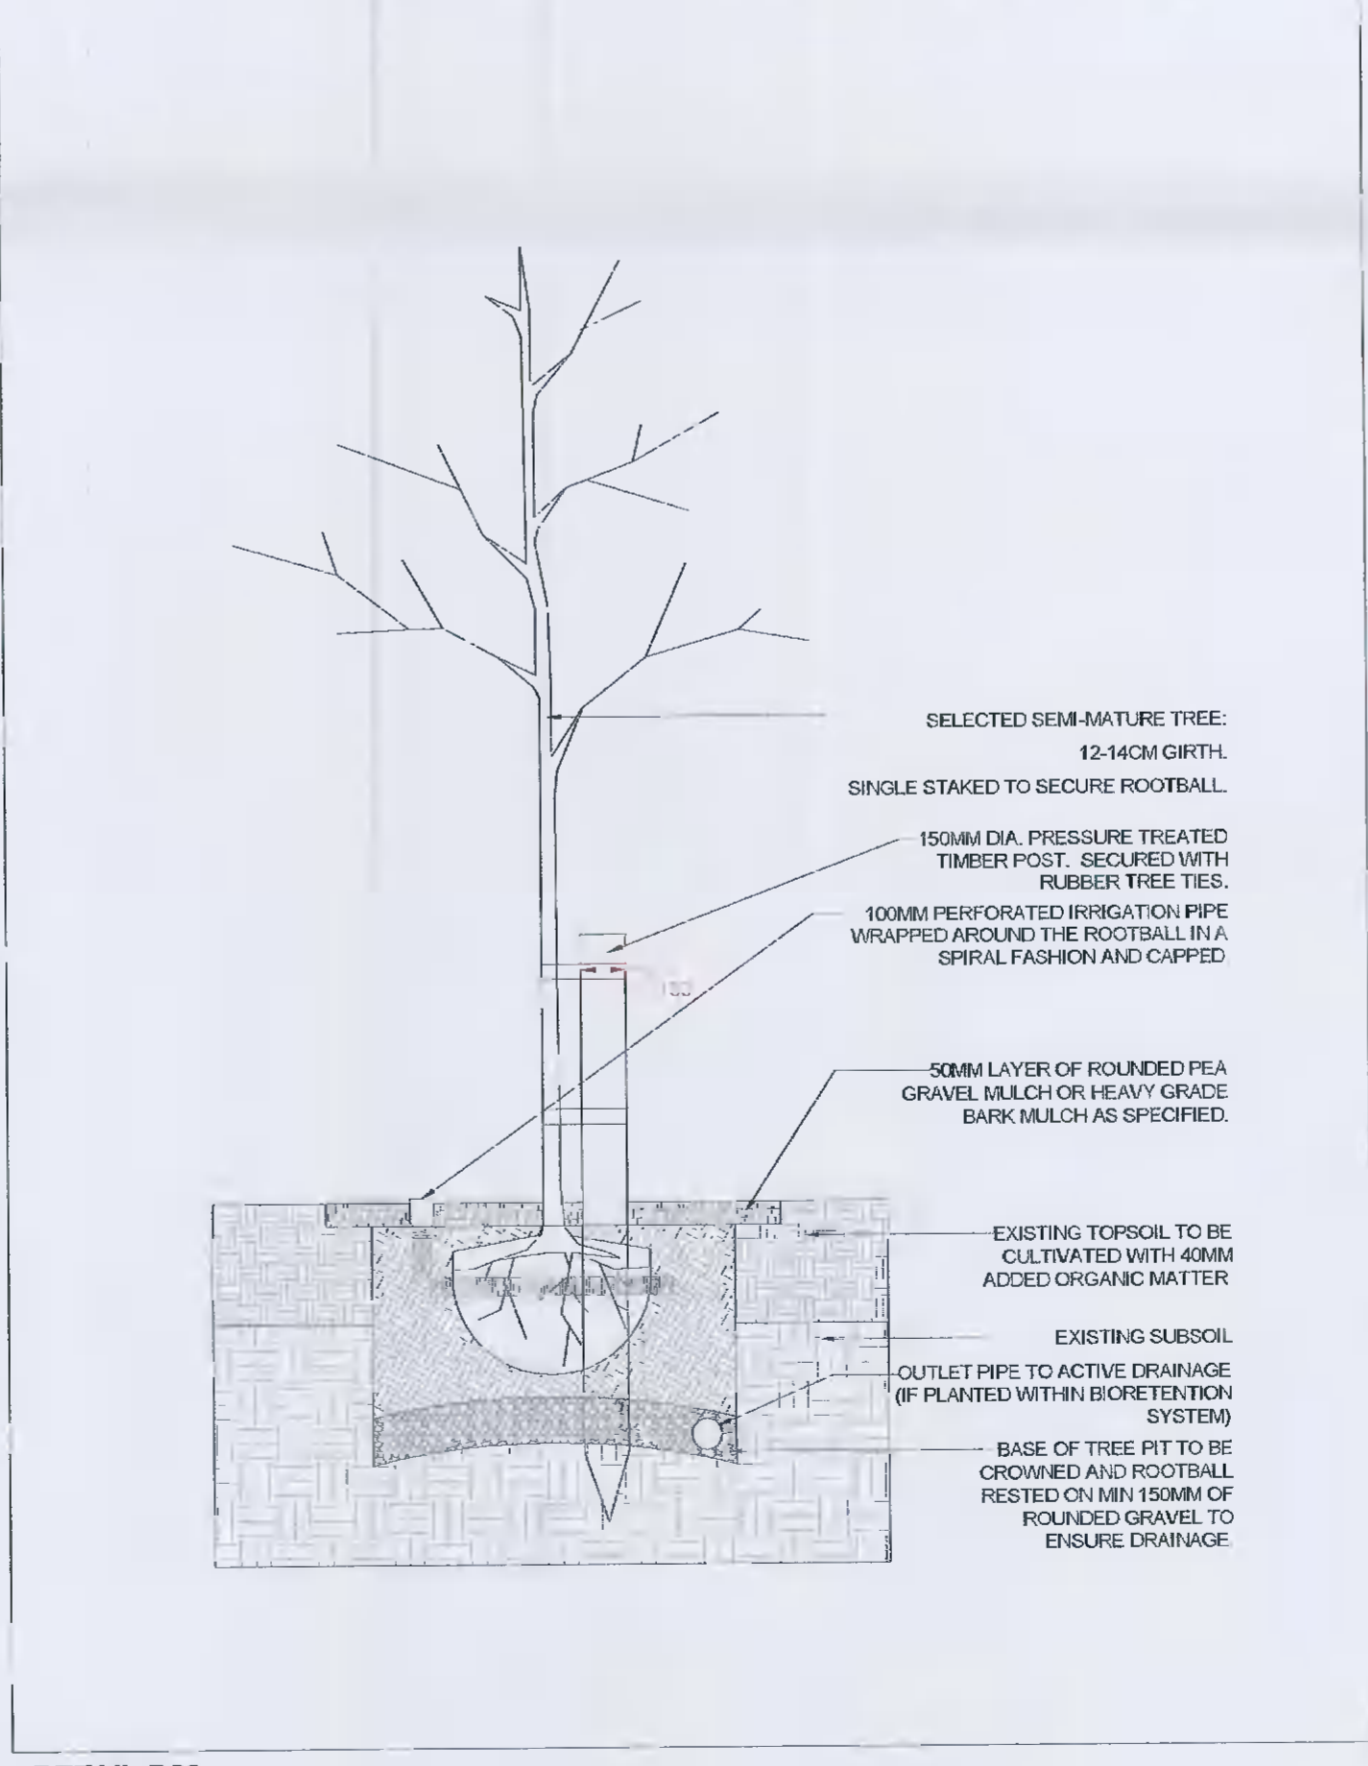 SELECTED SEMI-MATURE TREE:
12-14CM GIRTH.
SINGLE STAKED TO SECURE ROOTBALL.
150MM DIA. PRESSURE TREATED
TIMBER POST. SECURED WITH
RUBBER TREE TIES.
100MM PERFORATED IRRIGATION PIPE
WRAPPED AROUND THE ROOTBALL IN A
SPIRAL FASHION AND CAPPED
50MM LAYER OF ROUNDED PEA
GRAVEL MULCH OR HEAVY GRADE
BARK MULCH AS SPECIFIED.
EXISTING TOPSOIL TO BE
CULTIVATED WITH 40MM
ADDED ORGANIC MATTER
EXISTING SUBSOIL
OUTLET PIPE TO ACTIVE DRAINAGE
(IF PLANTED WITHIN BIORETENTION
SYSTEM)
BASE OF TREE PIT TO BE
CROWNED AND ROOTBALL
RESTED ON MIN 150MM OF
ROUNDED GRAVEL TO
ENSURE DRAINAGE